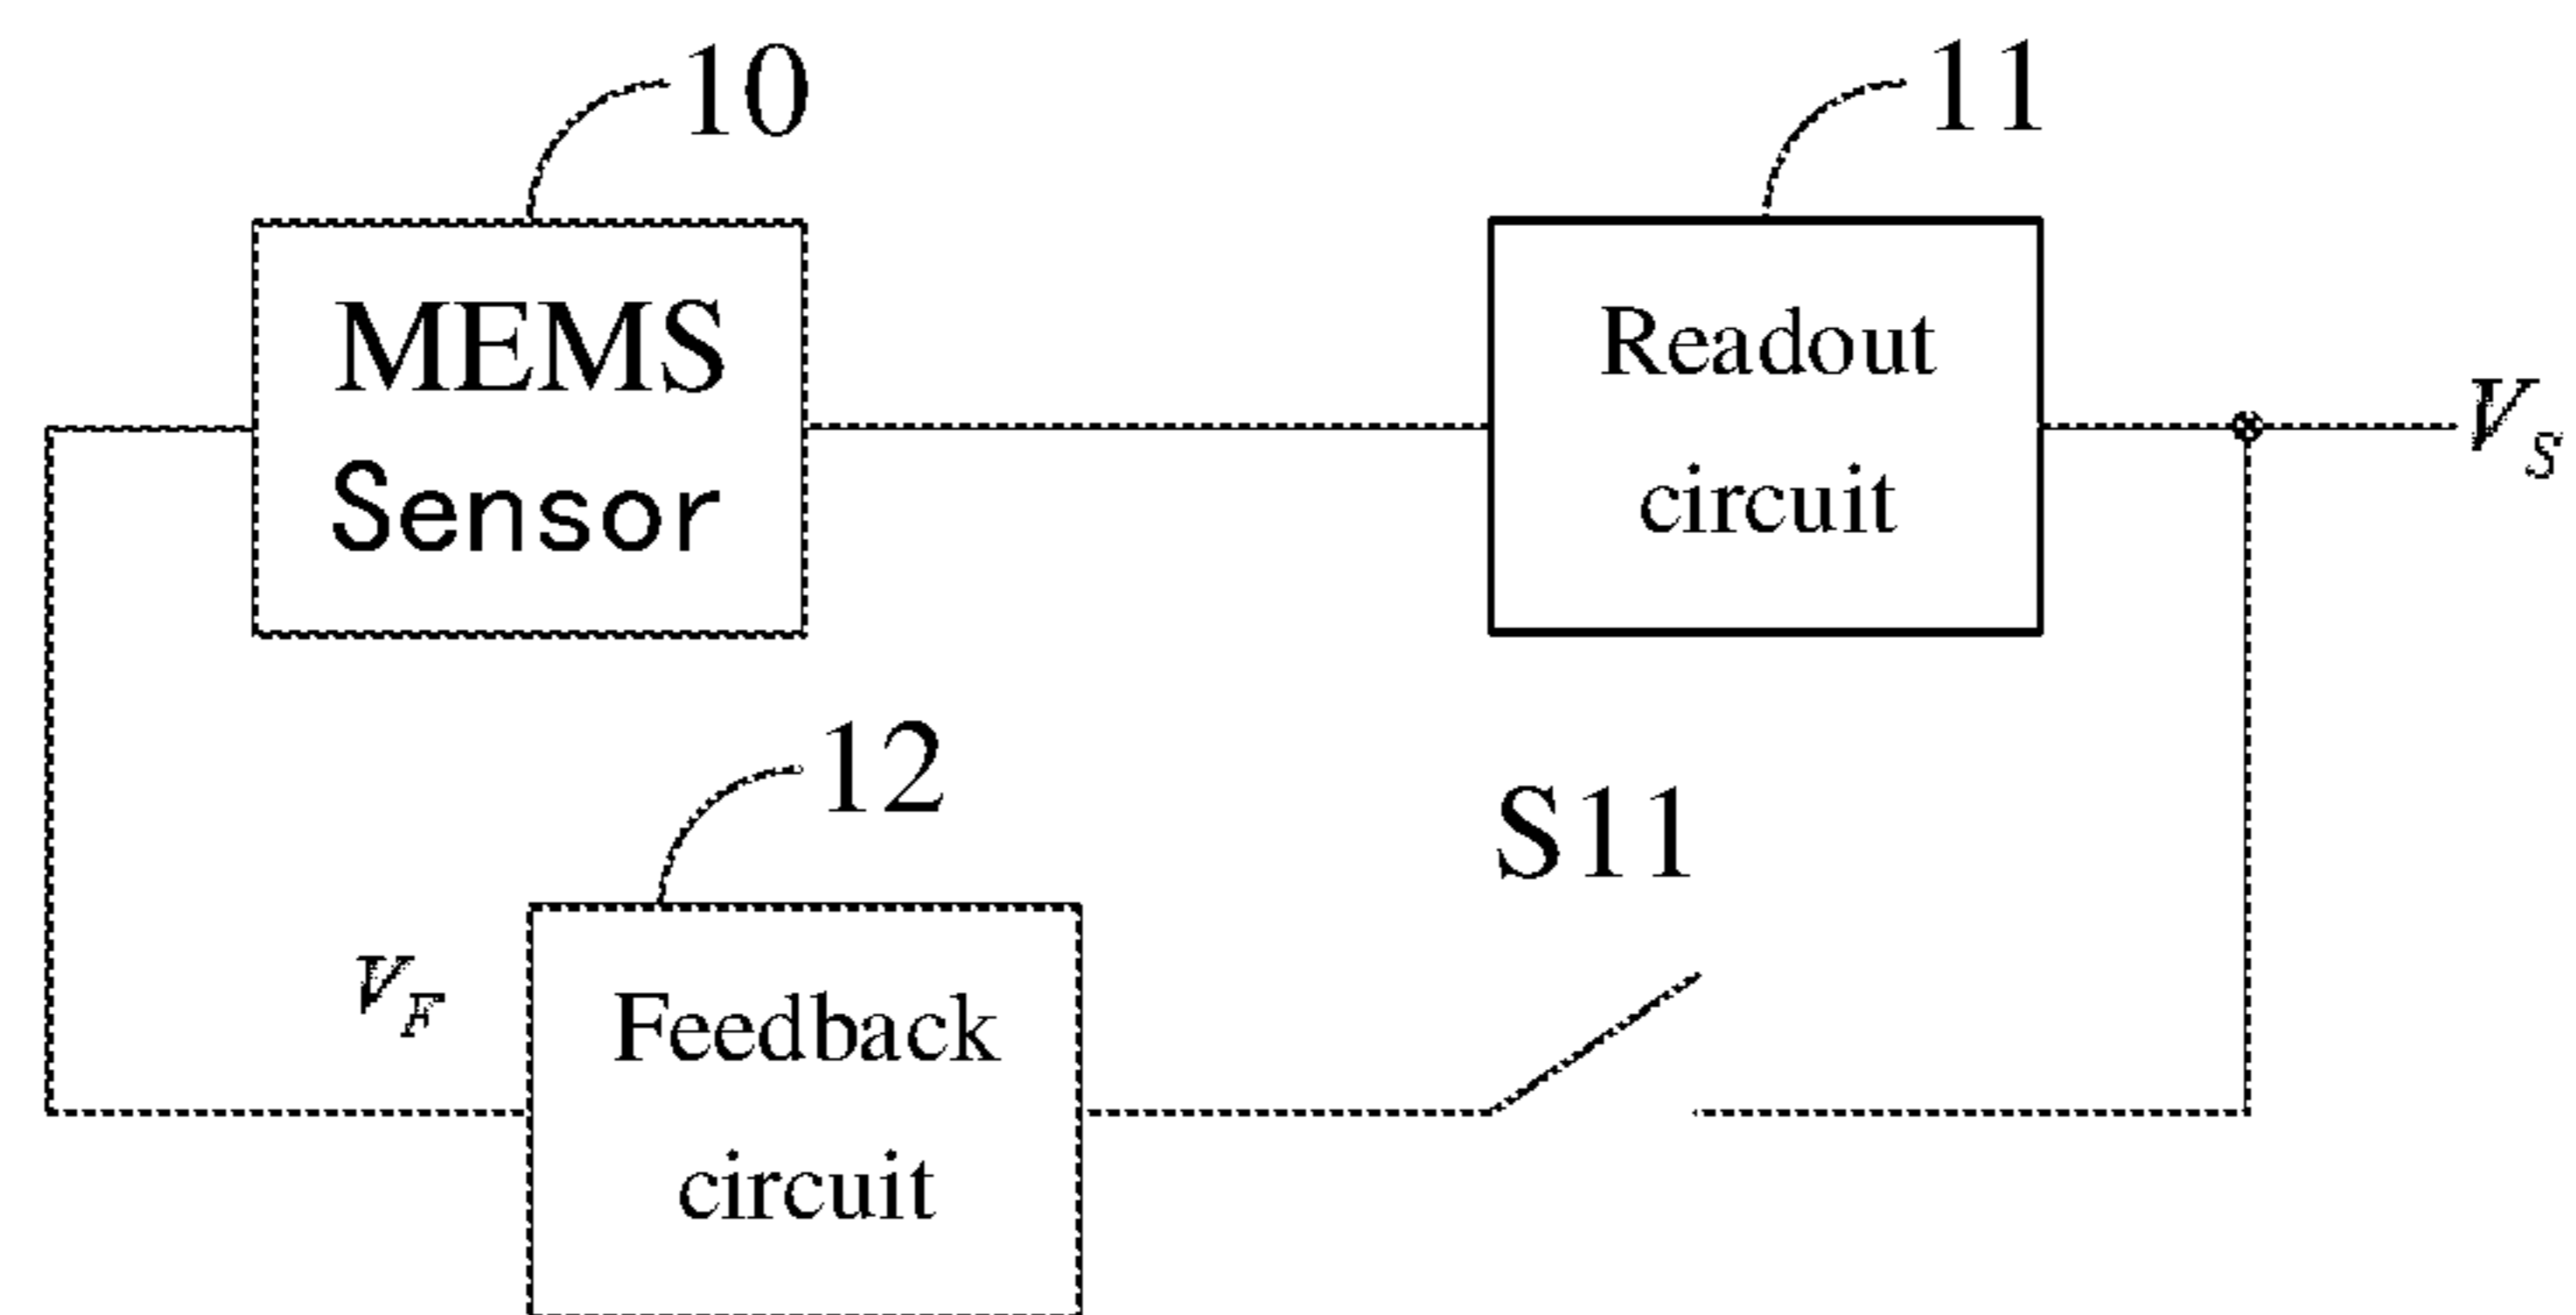 10
11
MEMS
Sensor
Readout
circuit
V_S
12
S11
V_F
Feedback
circuit